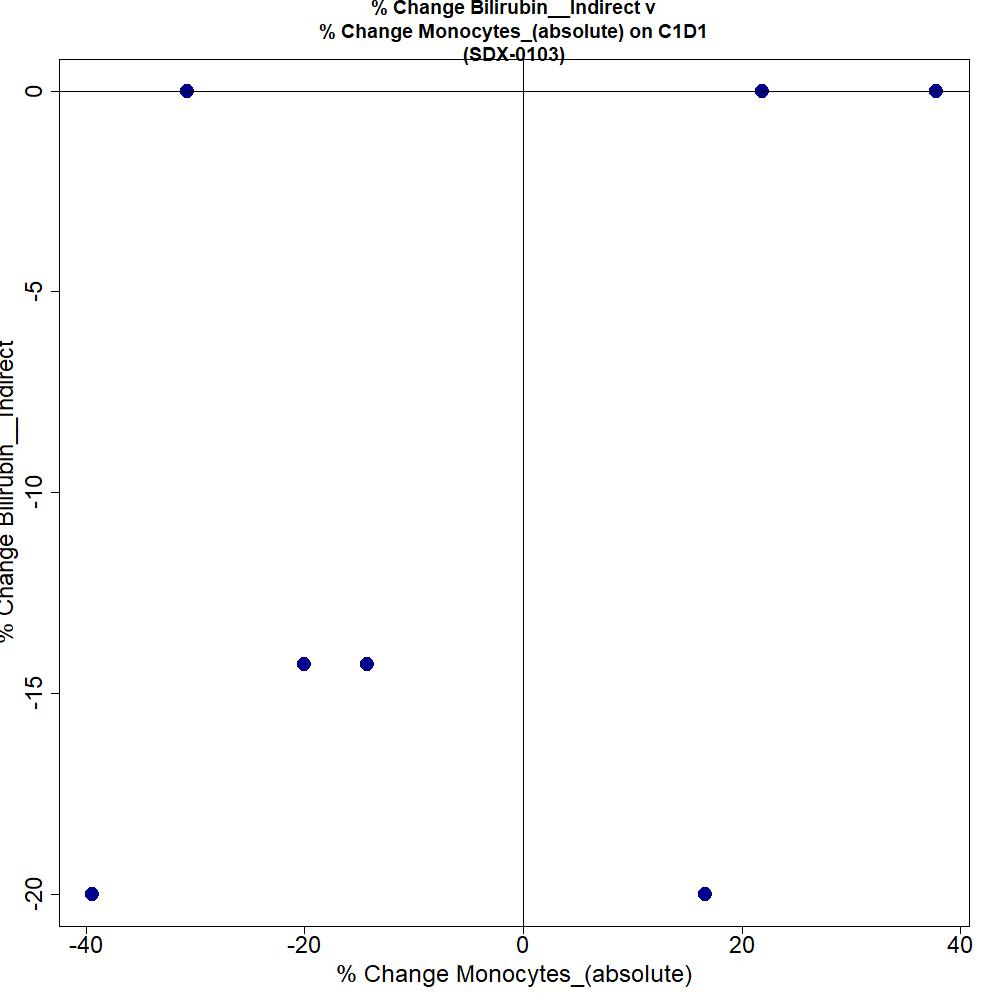 % Change Bilirubin__Indirect v
% Change Monocytes_(absolute) on C1D1
(SDX-0103)
% Change Bilirubin__Indirect
0
-5
-10
-15
-20
-40
-20
0
20
40
% Change Monocytes_(absolute)